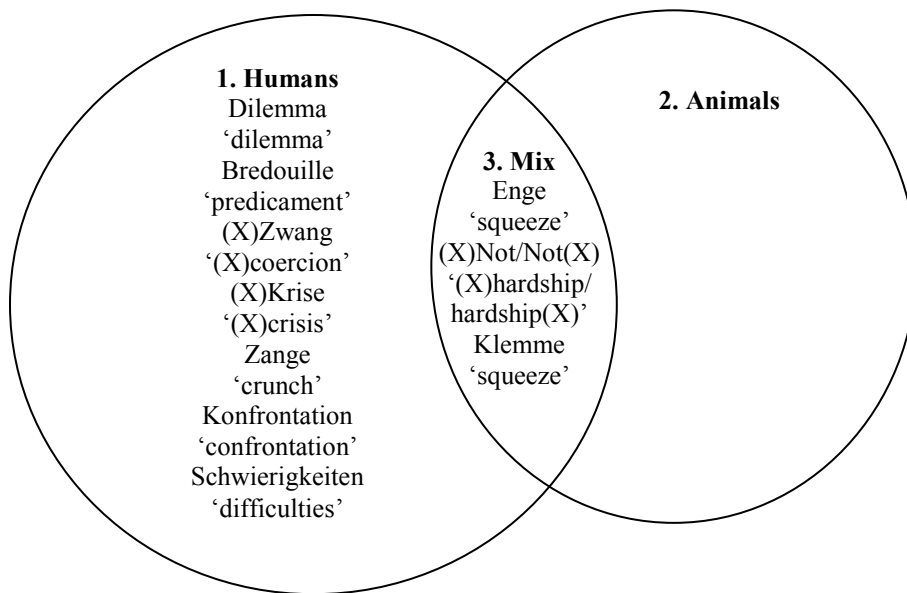 1. Humans
Dilemma
‘dilemma’
Bredouille
‘predicament’
(X)Zwang
‘(X)coercion’
(X)Krise
‘(X)crisis’
Zange
‘crunch’
Konfrontation
‘confrontation’
Schwierigkeiten
‘difficulties’
3. Mix
Enge
‘squeeze’
(X)Not/Not(X)
‘(X)hardship/
hardship(X)’
Klemme
‘squeeze’
2. Animals